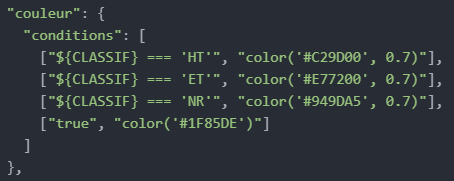 "couleur": {
"conditions": [
["${CLASSIF} === 'HT'", "color('#C29D00', 0.7)"],
["${CLASSIF} === 'ET'", "color('#E77200', 0.7)"],
["${CLASSIF} === 'NR'", "color('#949DA5', 0.7)"],
["true", "color('#1F85DE')"]
]
},